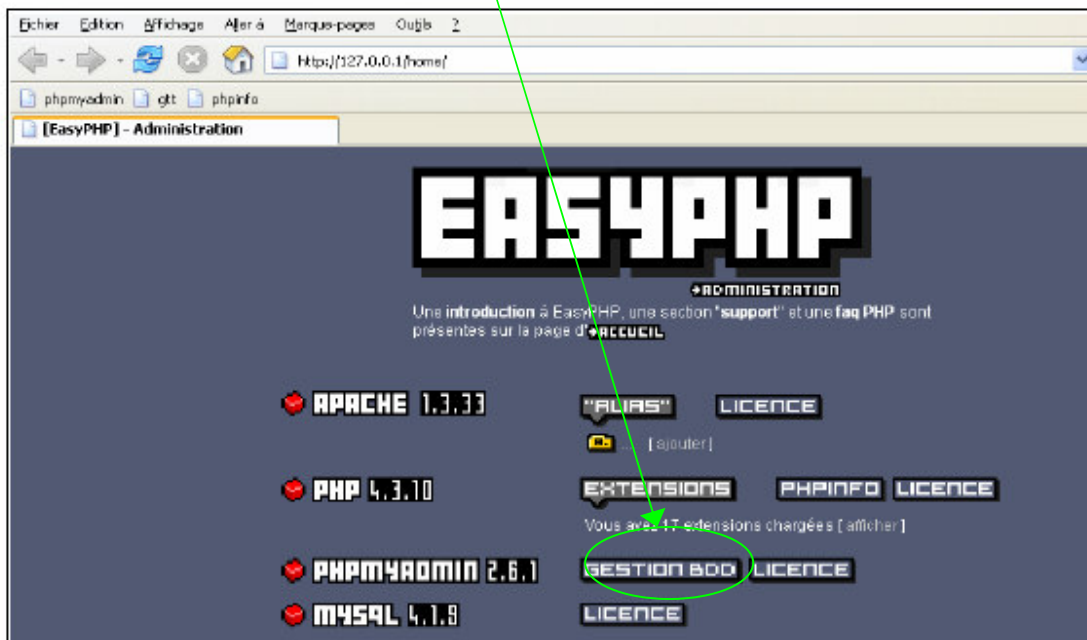 Fichier Edition Affichage Aller à Marque-pages Outils ?
http://127.0.0.1/home/
phpmyadmin gtt phpinfo
[EasyPHP] - Administration
EASYPHP
ADMINISTRATION
Une introduction à EasyPHP, une section "support" et une faq PHP sont
présentes sur la page d'ACCUEIL
APACHE 1.3.33 "ALIAS" LICENCE
... [ ajouter ]
PHP 4.3.10 EXTENSIONS PHPINFO LICENCE
Vous avez 17 extensions chargées [ afficher ]
PHPMYADMIN 2.6.1 GESTION BDD LICENCE
MYSQL 4.1.9 LICENCE